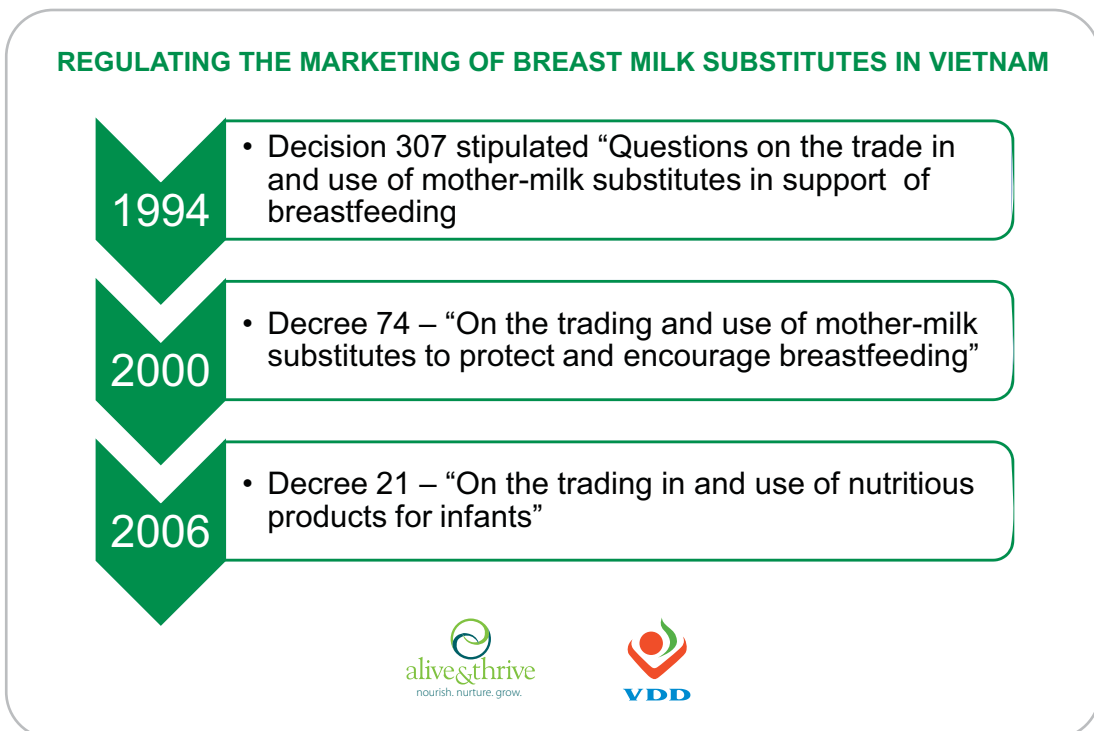 REGULATING THE MARKETING OF BREAST MILK SUBSTITUTES IN VIETNAM
1994
• Decision 307 stipulated “Questions on the trade in
and use of mother-milk substitutes in support of
breastfeeding
2000
• Decree 74 – “On the trading and use of mother-milk
substitutes to protect and encourage breastfeeding”
2006
• Decree 21 – “On the trading in and use of nutritious
products for infants”
alive&thrive
nourish. nurture. grow.
VDD